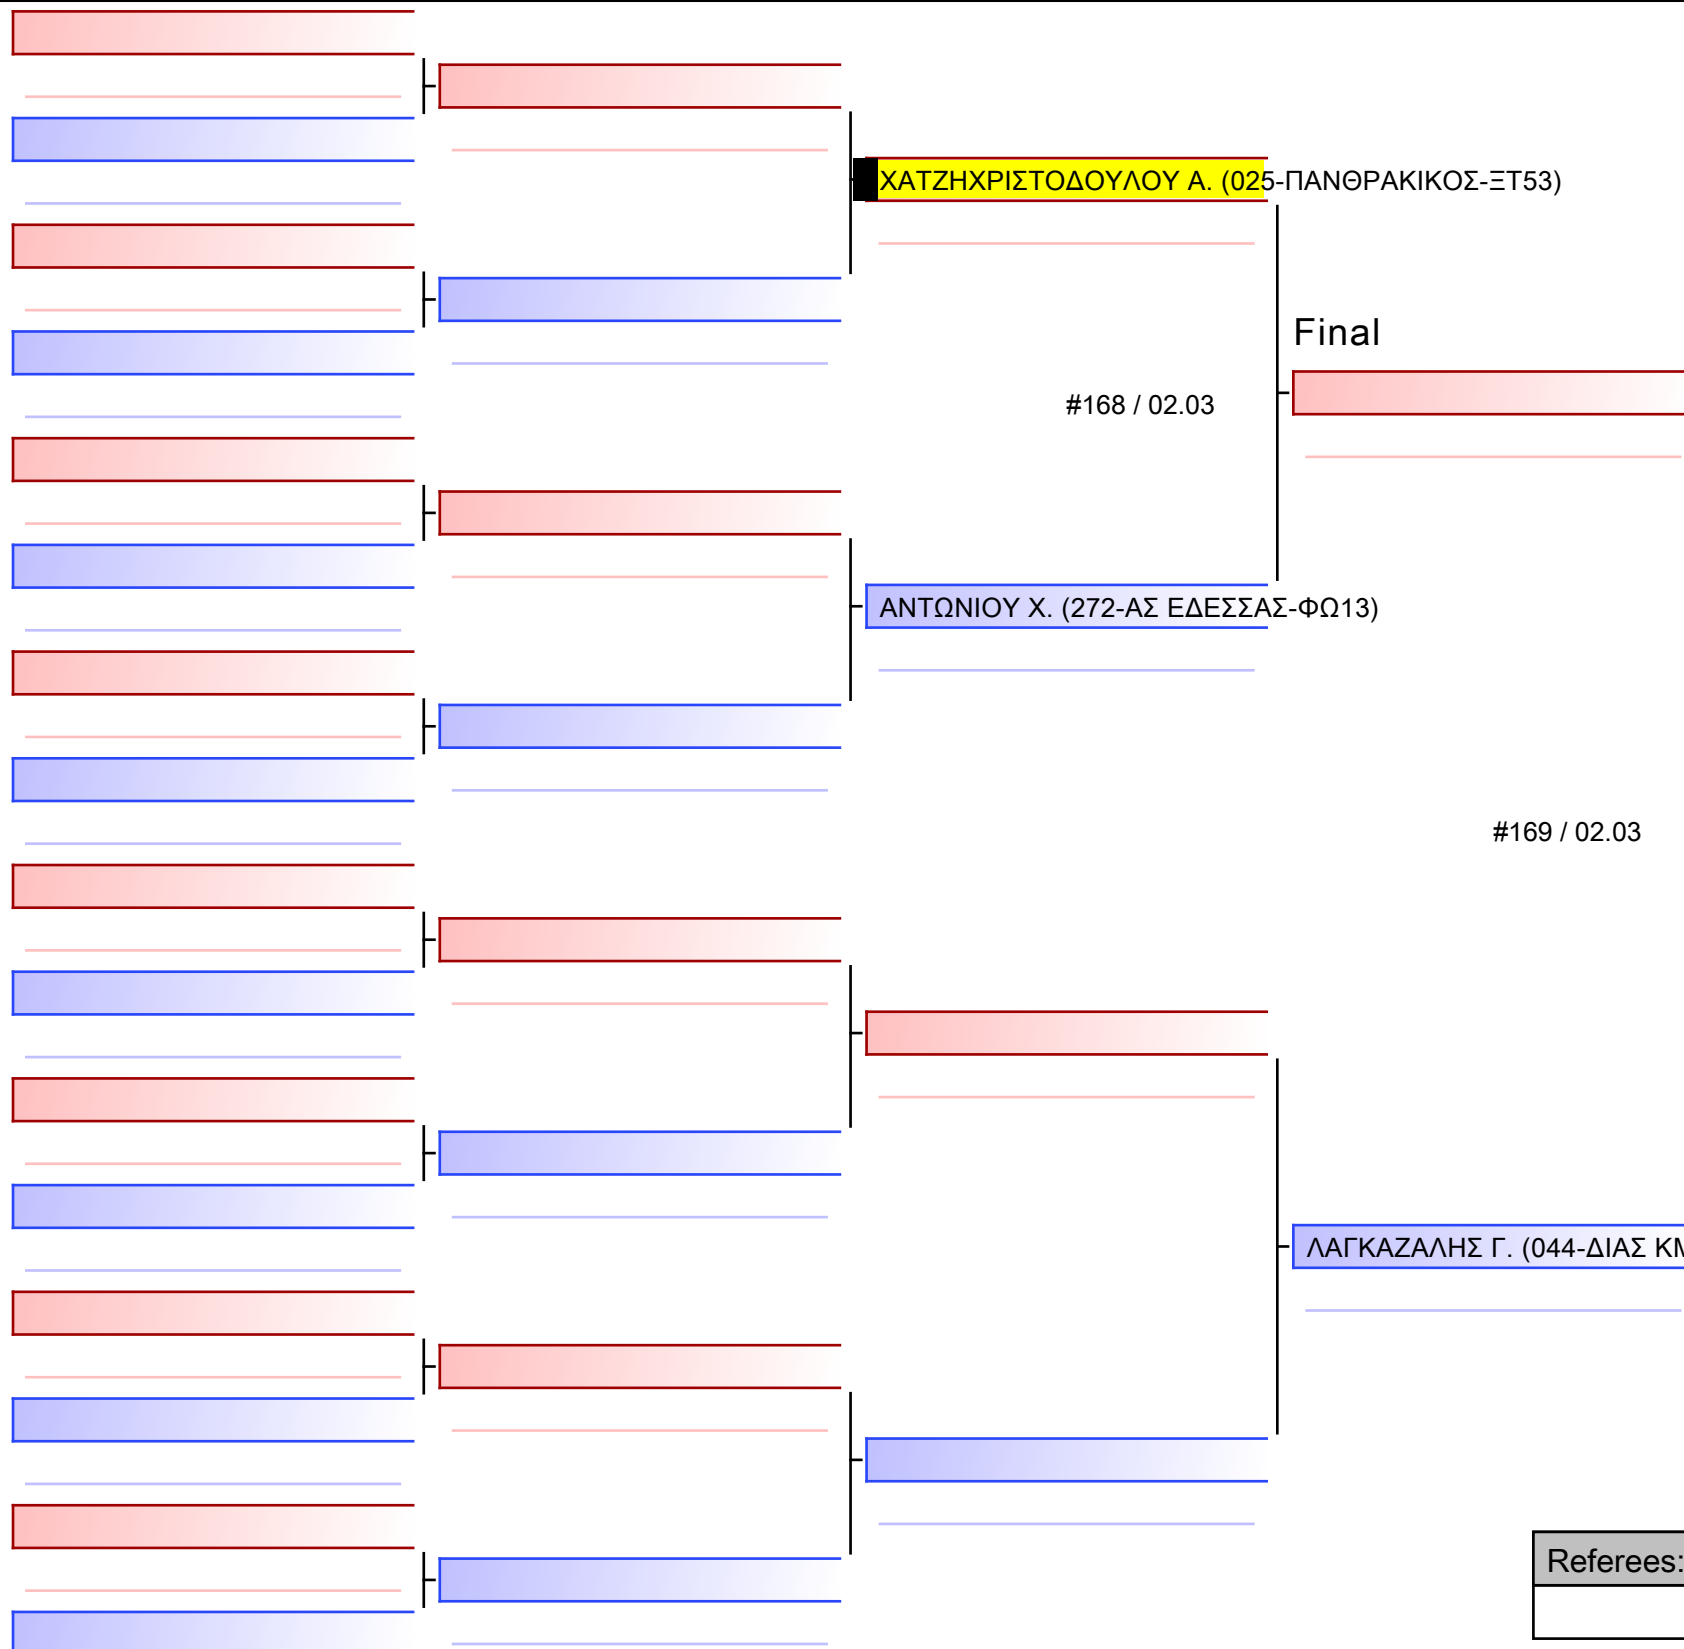 ΧΑΤΖΗΧΡΙΣΤΟΔΟΥΛΟΥ Α. (025-ΠΑΝΘΡΑΚΙΚΟΣ-ΞΤ53)
Final
#168 / 02.03
ΑΝΤΩΝΙΟΥ Χ. (272-ΑΣ ΕΔΕΣΣΑΣ-ΦΩ13)
#169 / 02.03
ΛΑΓΚΑΖΑΛΗΣ Γ. (044-ΔΙΑΣ ΚΜ
Referees: